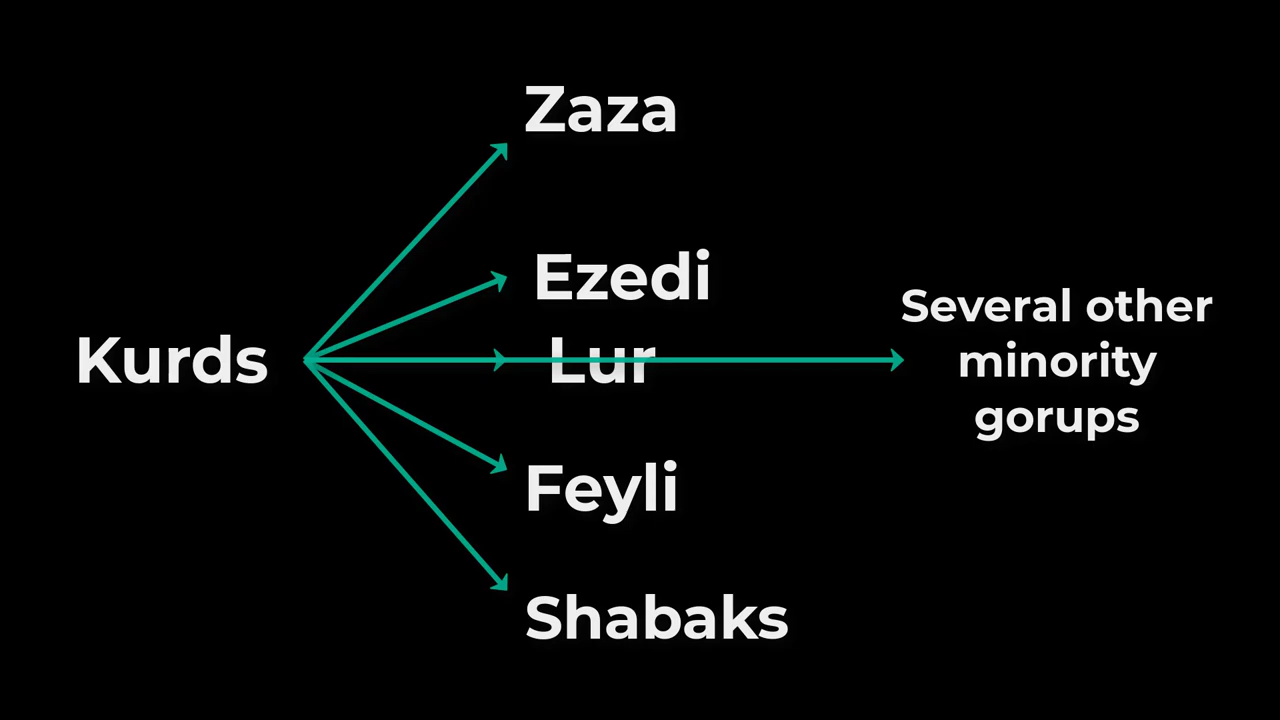 Zaza
Ezedi
Kurds
Lur
Several other
minority
gorups
Feyli
Shabaks